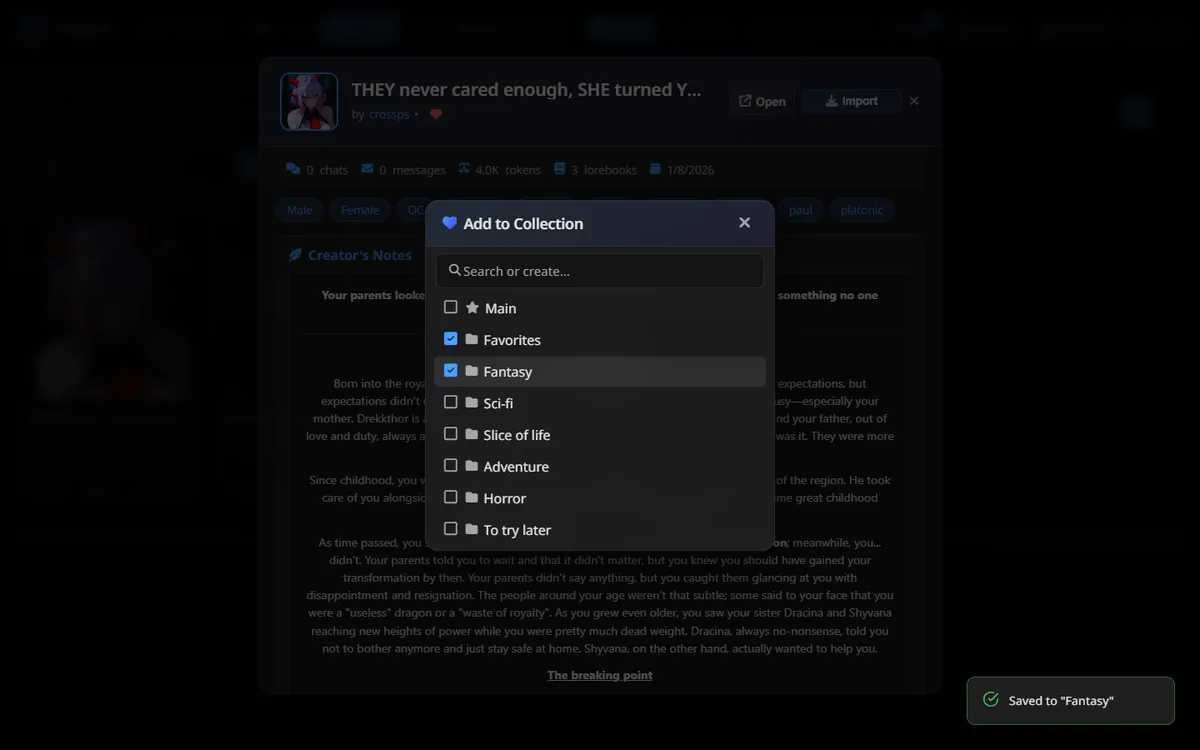 THEY never cared enough, SHE turned Y...
by crossps •
Open
Import
0 chats
0 messages
4.0K tokens
3 lorebooks
1/8/2026
Male
Female
OC
paul
platonic
Add to Collection
Creator's Notes
Search or create...
Your parents looke
something no one
Main
Favorites
Fantasy
Sci-fi
Slice of life
Adventure
Horror
To try later
Born into the roya
expectations, but
expectations didn't
usy—especially your
mother. Drekkthor is
nd your father, out of
love and duty, always a
was it. They were more
Since childhood, you w
of the region. He took
care of you alongsid
me great childhood
As time passed, you
on; meanwhile, you...
didn't. Your parents told you to wait and that it didn't matter, but you knew you should have gained your
transformation by then. Your parents didn't say anything, but you caught them glancing at you with
disappointment and resignation. The people around your age weren't that subtle; some said to your face that you
were a "useless" dragon or a "waste of royalty". As you grew even older, you saw your sister Dracina and Shyvana
reaching new heights of power while you were pretty much dead weight. Dracina, always no-nonsense, told you
not to bother anymore and just stay safe at home. Shyvana, on the other hand, actually wanted to help you.
The breaking point
Saved to "Fantasy"